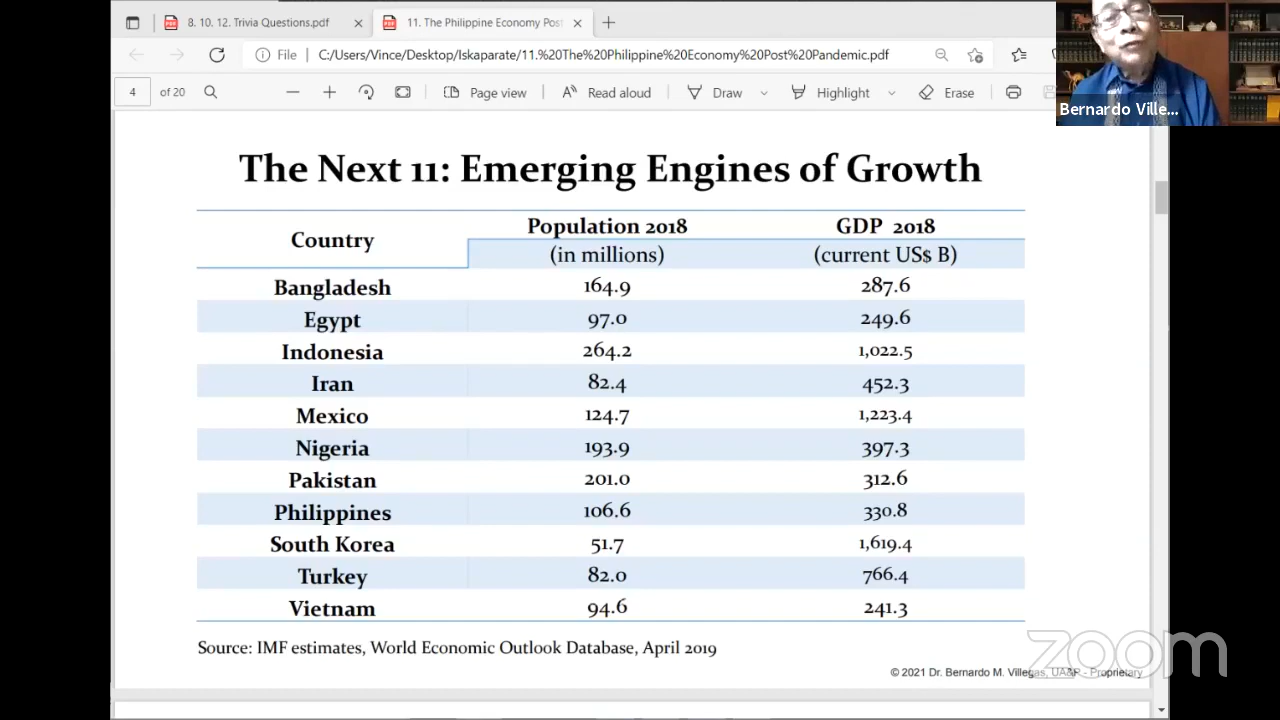 8. 10. 12. Trivia Questions.pdf
11. The Philippine Economy Post
File
C:/Users/Vince/Desktop/Iskaparate/11.%20The%20Philippine%20Economy%20Post%20Pandemic.pdf
4 of 20
Page view
Read aloud
Draw
Highlight
Erase
Bernardo Ville...
The Next 11: Emerging Engines of Growth
Country Population 2018 GDP 2018
(in millions) (current US$ B)
Bangladesh 164.9 287.6
Egypt 97.0 249.6
Indonesia 264.2 1,022.5
Iran 82.4 452.3
Mexico 124.7 1,223.4
Nigeria 193.9 397.3
Pakistan 201.0 312.6
Philippines 106.6 330.8
South Korea 51.7 1,619.4
Turkey 82.0 766.4
Vietnam 94.6 241.3
Source: IMF estimates, World Economic Outlook Database, April 2019
zoom
© 2021 Dr. Bernardo M. Villegas, UA&P - Proprietary